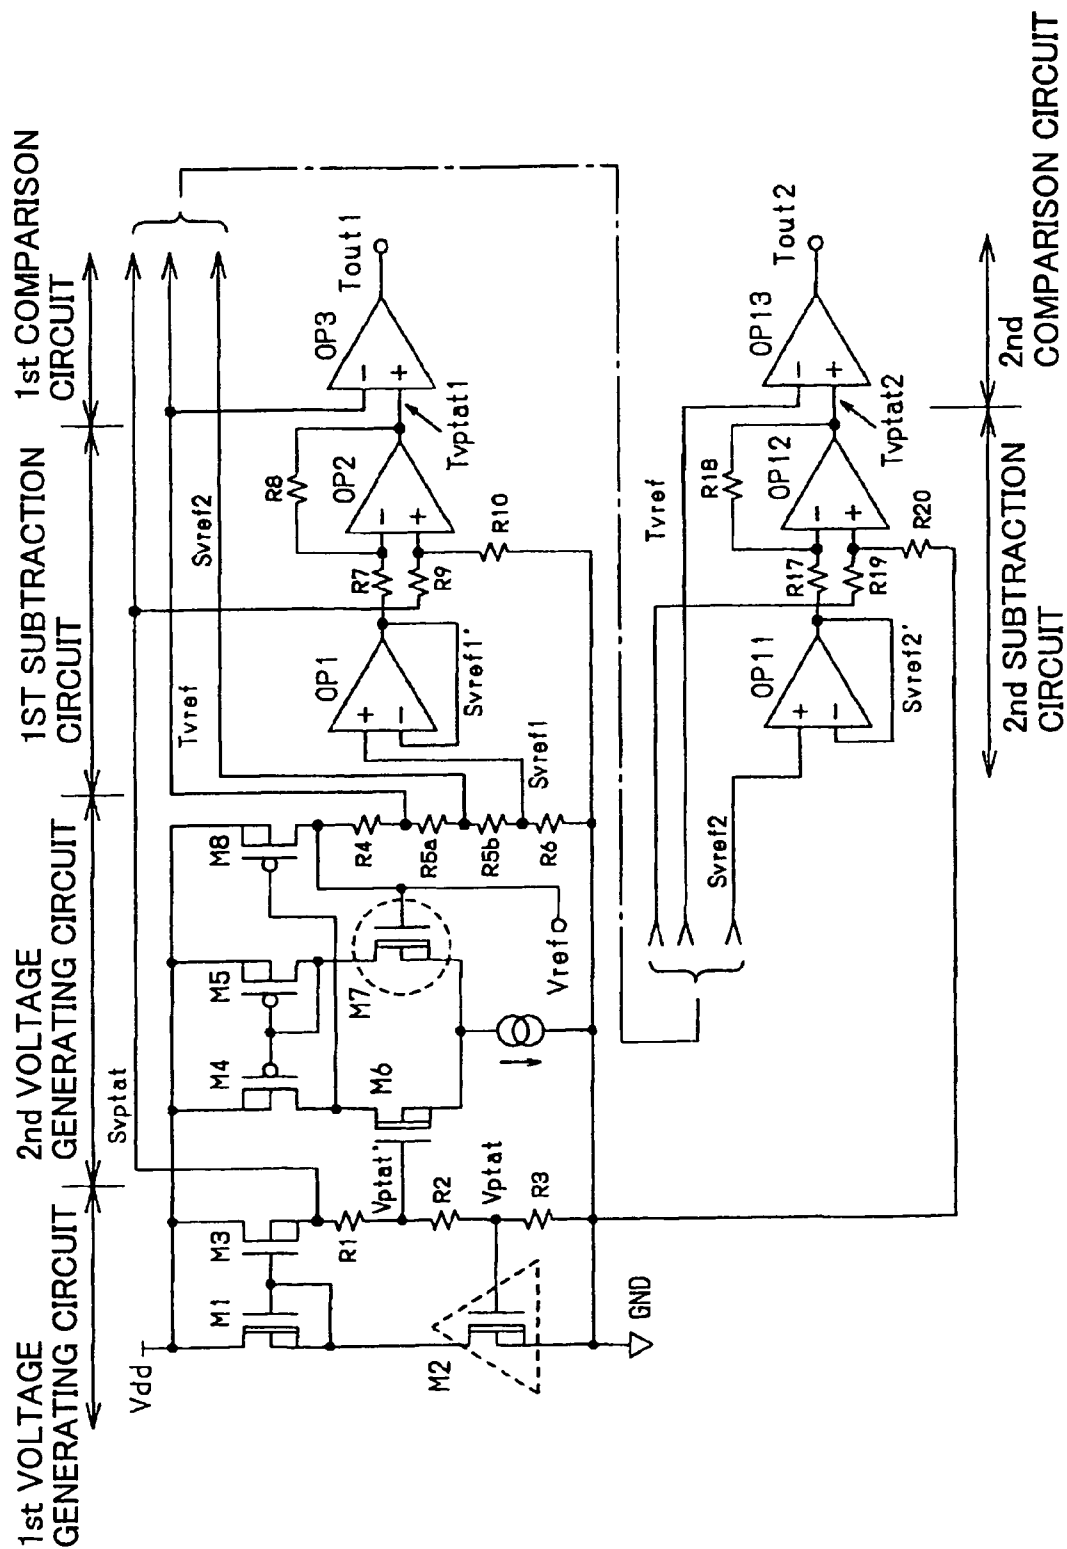 1st VOLTAGE
GENERATING CIRCUIT
2nd VOLTAGE
GENERATING CIRCUIT
1ST SUBTRACTION
CIRCUIT
1st COMPARISON
CIRCUIT
Svptat
Tvref
Svref2
Vdd
M1
M3
M4
M5
M8
R1
Vptat'
M6
M7
R4
R5a
R5b
R6
R2
Vptat
R3
M2
GND
Vref
Svref1
OP1
Svref1'
R7
R9
R8
OP2
R10
Tvptat1
OP3
Tout1
Svref2
Tvref
OP11
Svref2'
R17
R19
R18
OP12
R20
Tvptat2
OP13
Tout2
2nd SUBTRACTION
CIRCUIT
2nd
COMPARISON CIRCUIT
+
−
−
+
−
+
+
−
−
+
−
+